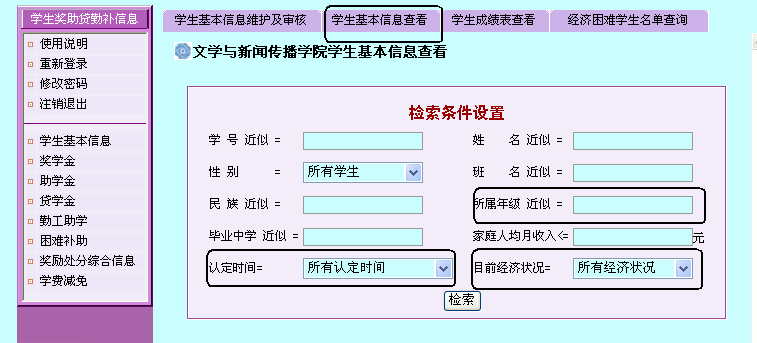 学生奖助贷勤补信息
使用说明
重新登录
修改密码
注销退出
学生基本信息
奖学金
助学金
贷学金
勤工助学
困难补助
奖励处分综合信息
学费减免
学生基本信息维护及审核 学生基本信息查看 学生成绩表查看 经济困难学生名单查询
文学与新闻传播学院学生基本信息查看
检索条件设置
学 号 近似 = 姓 名 近似 =
性 别 = 所有学生 班 名 近似 =
民 族 近似 = 所属年级 近似 =
毕业中学 近似 = 家庭人均月收入<= 元
认定时间= 所有认定时间 目前经济状况= 所有经济状况
检索